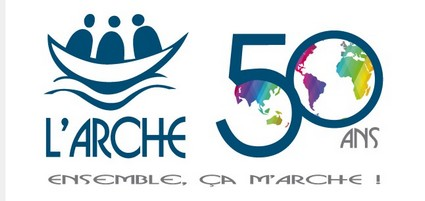 L'ARCHE
50
ANS
ENSEMBLE, ÇA M'ARCHE !